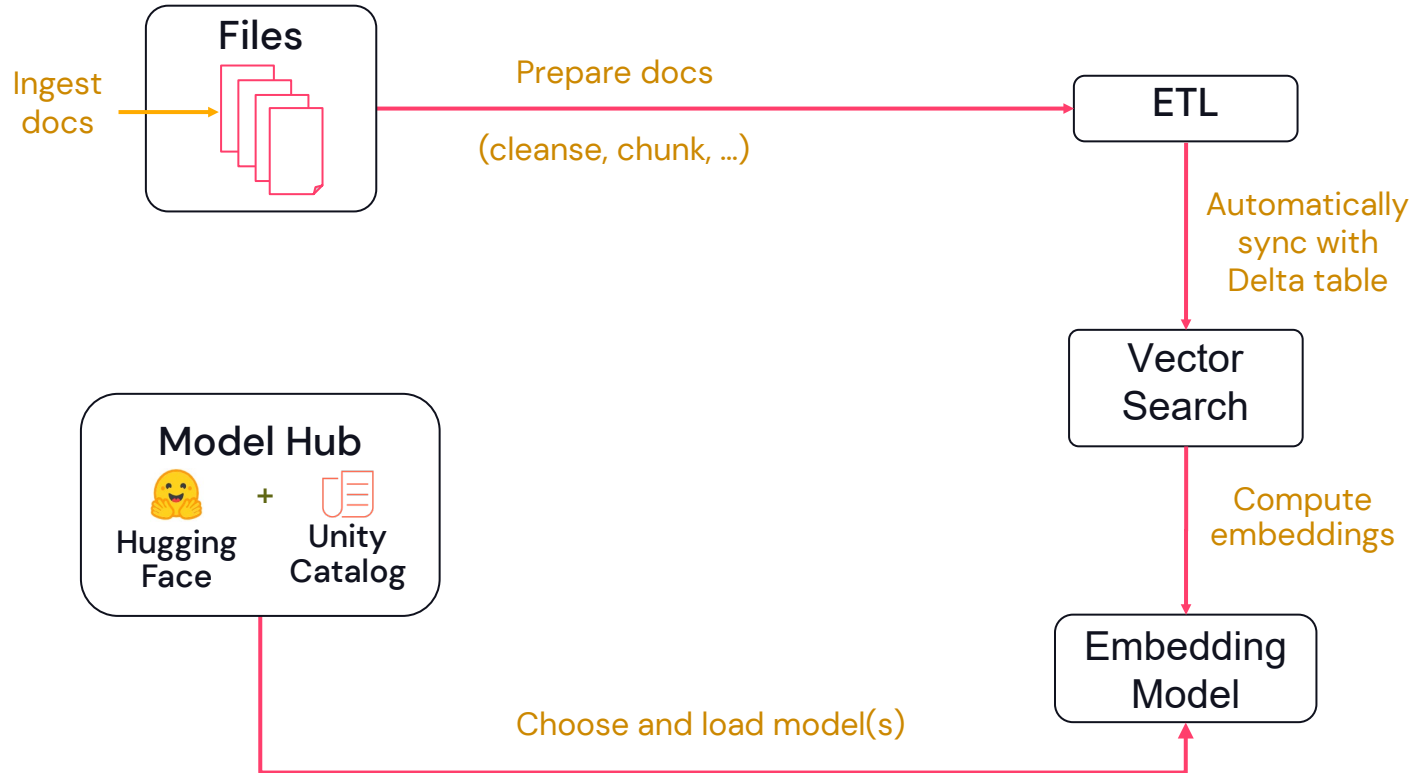 Files
Ingest
docs
Prepare docs
(cleanse, chunk, ...)
ETL
Automatically
sync with
Delta table
Vector
Search
Model Hub
+
Hugging
Face
Unity
Catalog
Compute
embeddings
Embedding
Model
Choose and load model(s)